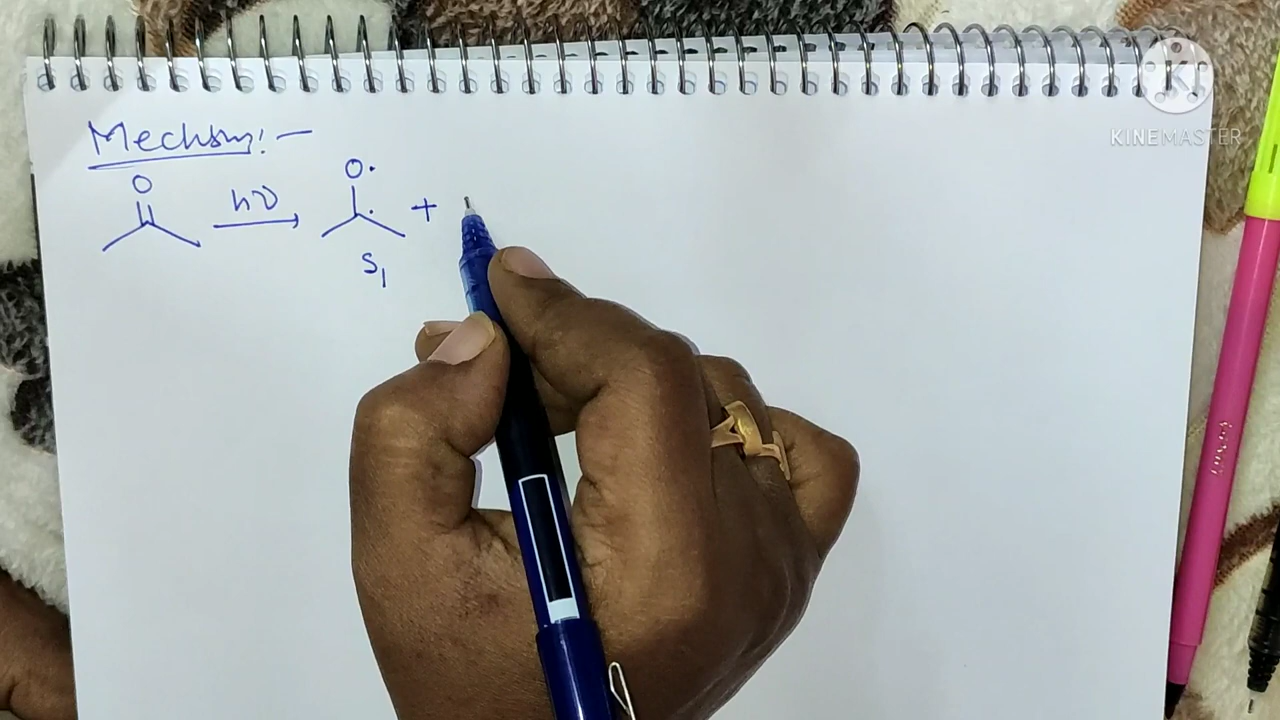 Mechsm:-
O
hν
O·
+
S1
KINEMASTER